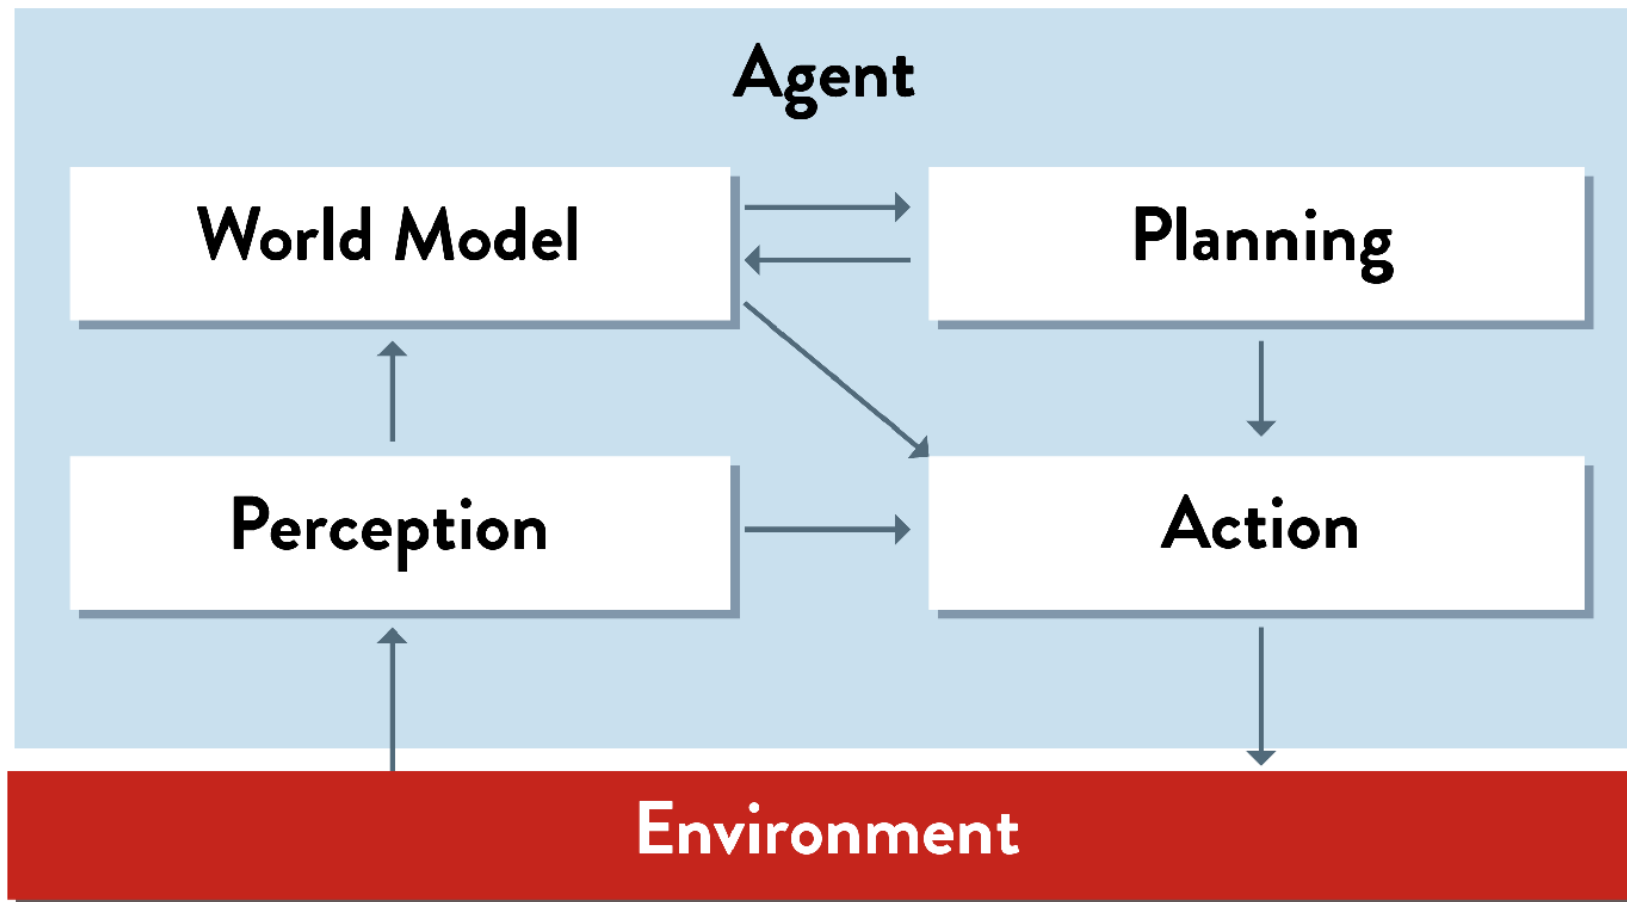 Agent
World Model
Planning
Perception
Action
Environment